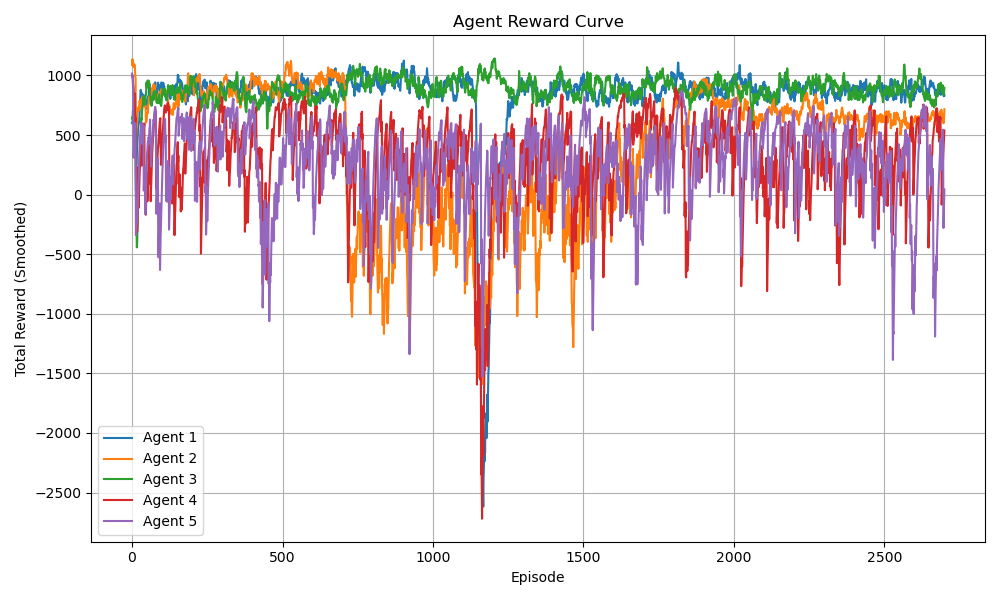 Agent Reward Curve
Total Reward (Smoothed)
1000
500
0
−500
−1000
−1500
−2000
−2500
Agent 1
Agent 2
Agent 3
Agent 4
Agent 5
0 500 1000 1500 2000 2500
Episode